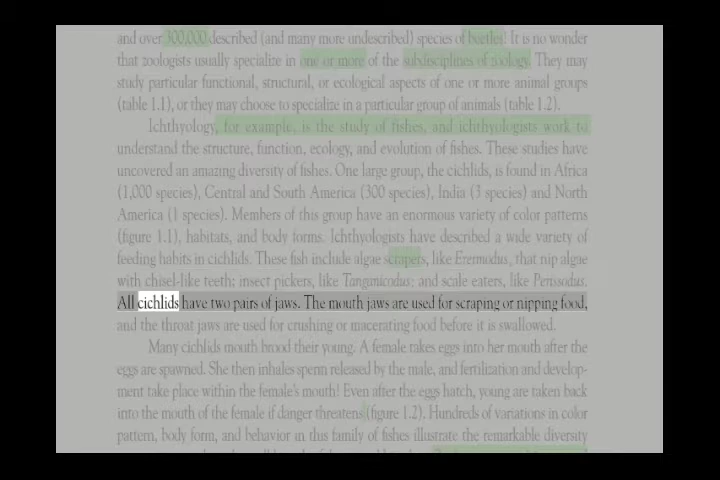 and over 300,000 described (and many more undescribed) species of beetles! It is no wonder
that zoologists usually specialize in one or more of the subdisciplines of zoology. They may
study particular functional, structural, or ecological aspects of one or more animal groups
(table 1.1), or they may choose to specialize in a particular group of animals (table 1.2).
Ichthyology, for example, is the study of fishes, and ichthyologists work to
understand the structure, function, ecology, and evolution of fishes. These studies have
uncovered an amazing diversity of fishes. One large group, the cichlids, is found in Africa
(1,000 species), Central and South America (300 species), India (3 species) and North
America (1 species). Members of this group have an enormous variety of color patterns
(figure 1.1), habitats, and body forms. Ichthyologists have described a wide variety of
feeding habits in cichlids. These fish include algae scrapers, like Eretmodus, that nip algae
with chisel-like teeth; insect pickers, like Tanganicodus; and scale eaters, like Perissodus.
All cichlids have two pairs of jaws. The mouth jaws are used for scraping or nipping food,
and the throat jaws are used for crushing or macerating food before it is swallowed.
Many cichlids mouth brood their young. A female takes eggs into her mouth after the
eggs are spawned. She then inhales sperm released by the male, and fertilization and develop-
ment take place within the female's mouth! Even after the eggs hatch, young are taken back
into the mouth of the female if danger threatens (figure 1.2). Hundreds of variations in color
pattern, body form, and behavior in this family of fishes illustrate the remarkable diversity